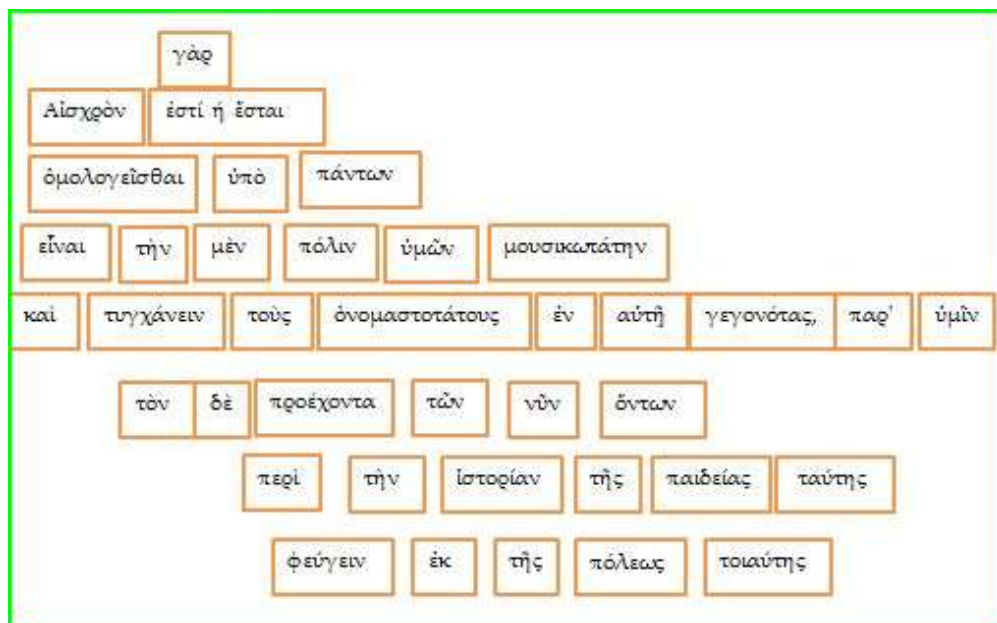 γὰρ
Αἰσχρὸν ἐστί ή ἔσται
ὁμολογεῖσθαι ὑπὸ πάντων
εἶναι τὴν μὲν πόλιν ὑμῶν μουσικωτάτην
καὶ τυγχάνειν τοὺς ὀνομαστοτάτους ἐν αὐτῇ γεγονότας, παρ' ὑμῖν
τὸν δὲ προέχοντα τῶν νῦν ὄντων
περὶ τὴν ἱστορίαν τῆς παιδείας ταύτης
φεύγειν ἐκ τῆς πόλεως τοιαύτης